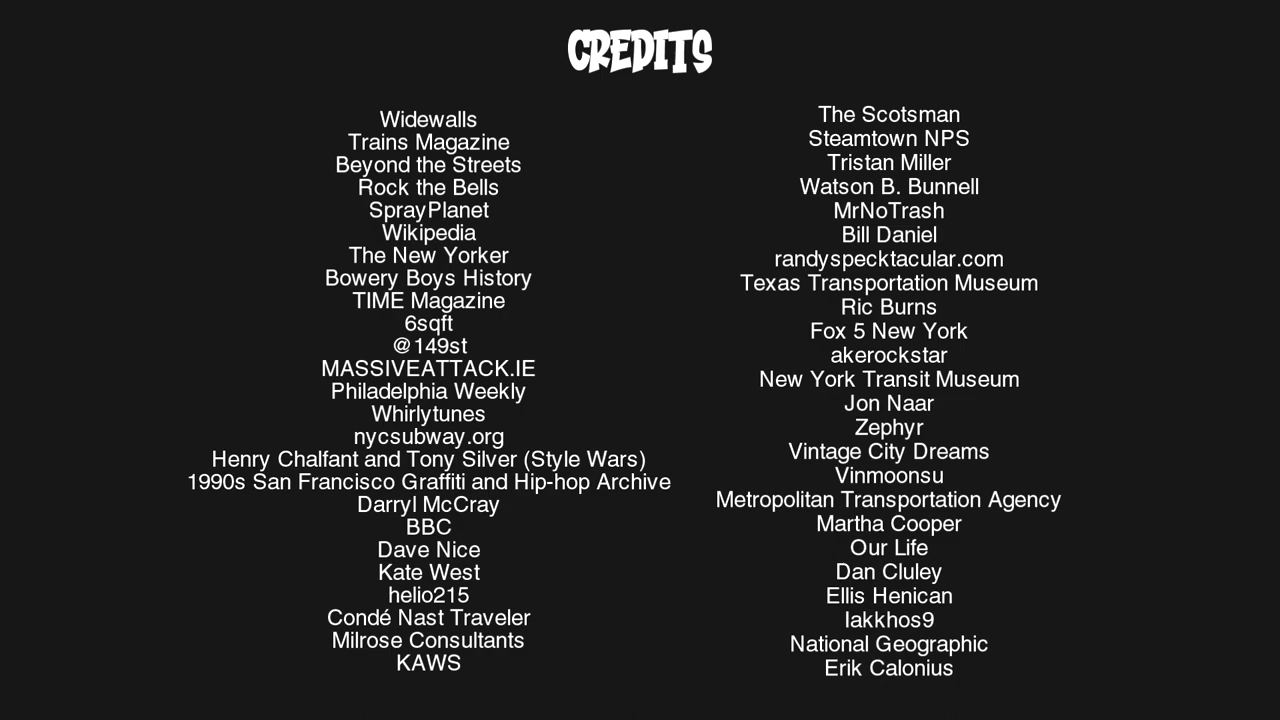 CREDITS
Widewalls
Trains Magazine
Beyond the Streets
Rock the Bells
SprayPlanet
Wikipedia
The New Yorker
Bowery Boys History
TIME Magazine
6sqft
@149st
MASSIVEATTACK.IE
Philadelphia Weekly
Whirlytunes
nycsubway.org
Henry Chalfant and Tony Silver (Style Wars)
1990s San Francisco Graffiti and Hip-hop Archive
Darryl McCray
BBC
Dave Nice
Kate West
helio215
Condé Nast Traveler
Milrose Consultants
KAWS
The Scotsman
Steamtown NPS
Tristan Miller
Watson B. Bunnell
MrNoTrash
Bill Daniel
randyspecktacular.com
Texas Transportation Museum
Ric Burns
Fox 5 New York
akerockstar
New York Transit Museum
Jon Naar
Zephyr
Vintage City Dreams
Vinmoonsu
Metropolitan Transportation Agency
Martha Cooper
Our Life
Dan Cluley
Ellis Henican
lakkhos9
National Geographic
Erik Calonius